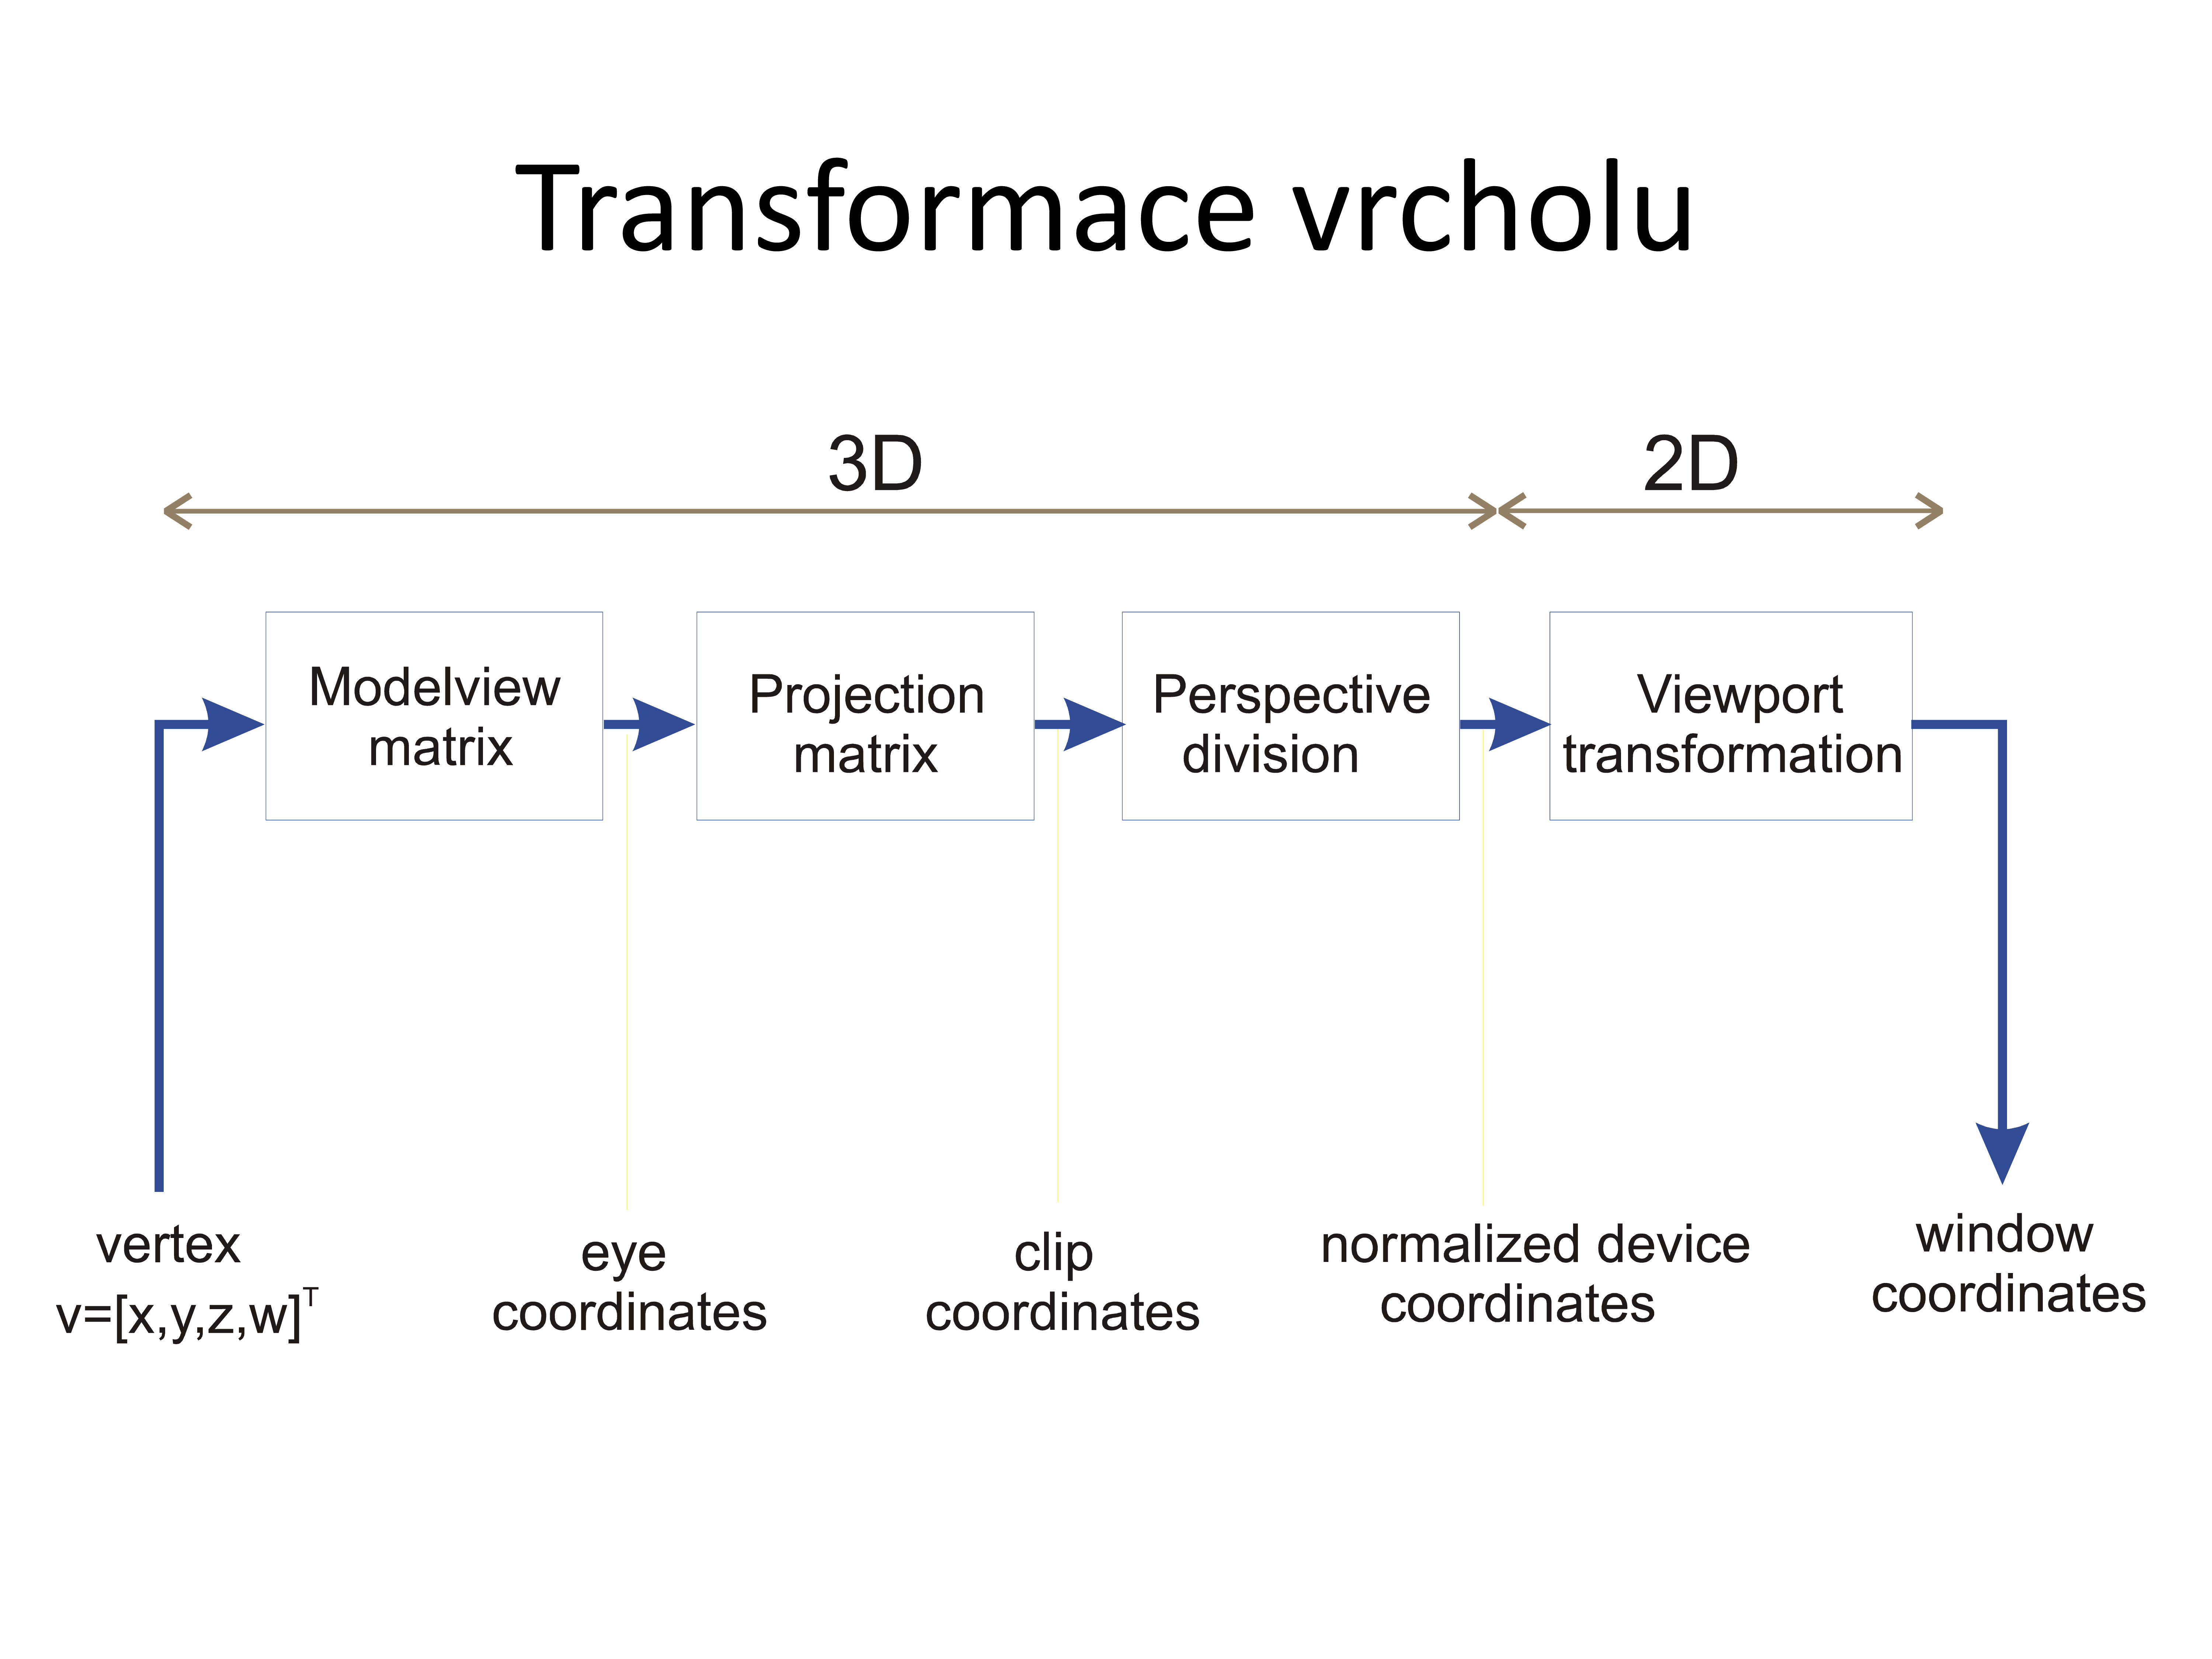 Transformace vrcholu
3D
2D
Modelview
matrix
Projection
matrix
Perspective
division
Viewport
transformation
vertex
v=[x,y,z,w]ᵀ
eye
coordinates
clip
coordinates
normalized device
coordinates
window
coordinates